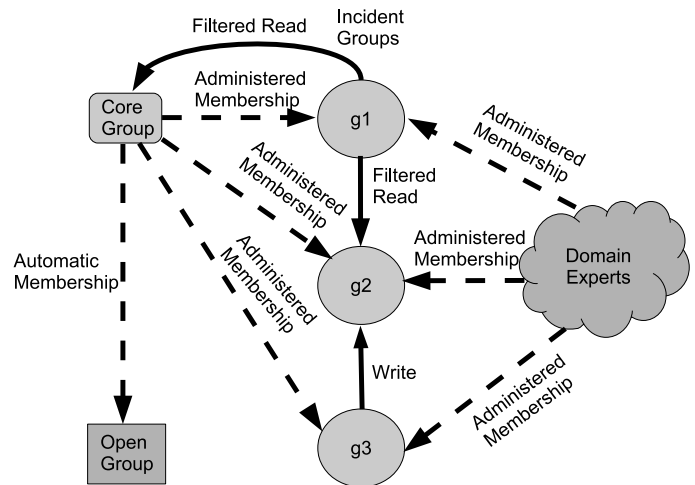 Filtered Read
Incident
Groups
Administered
Membership
Core
Group
g1
Administered
Membership
Administered
Membership
Filtered
Read
Automatic
Membership
Administered
Membership
Administered
Membership
Domain
Experts
g2
Write
Administered
Membership
Open
Group
g3